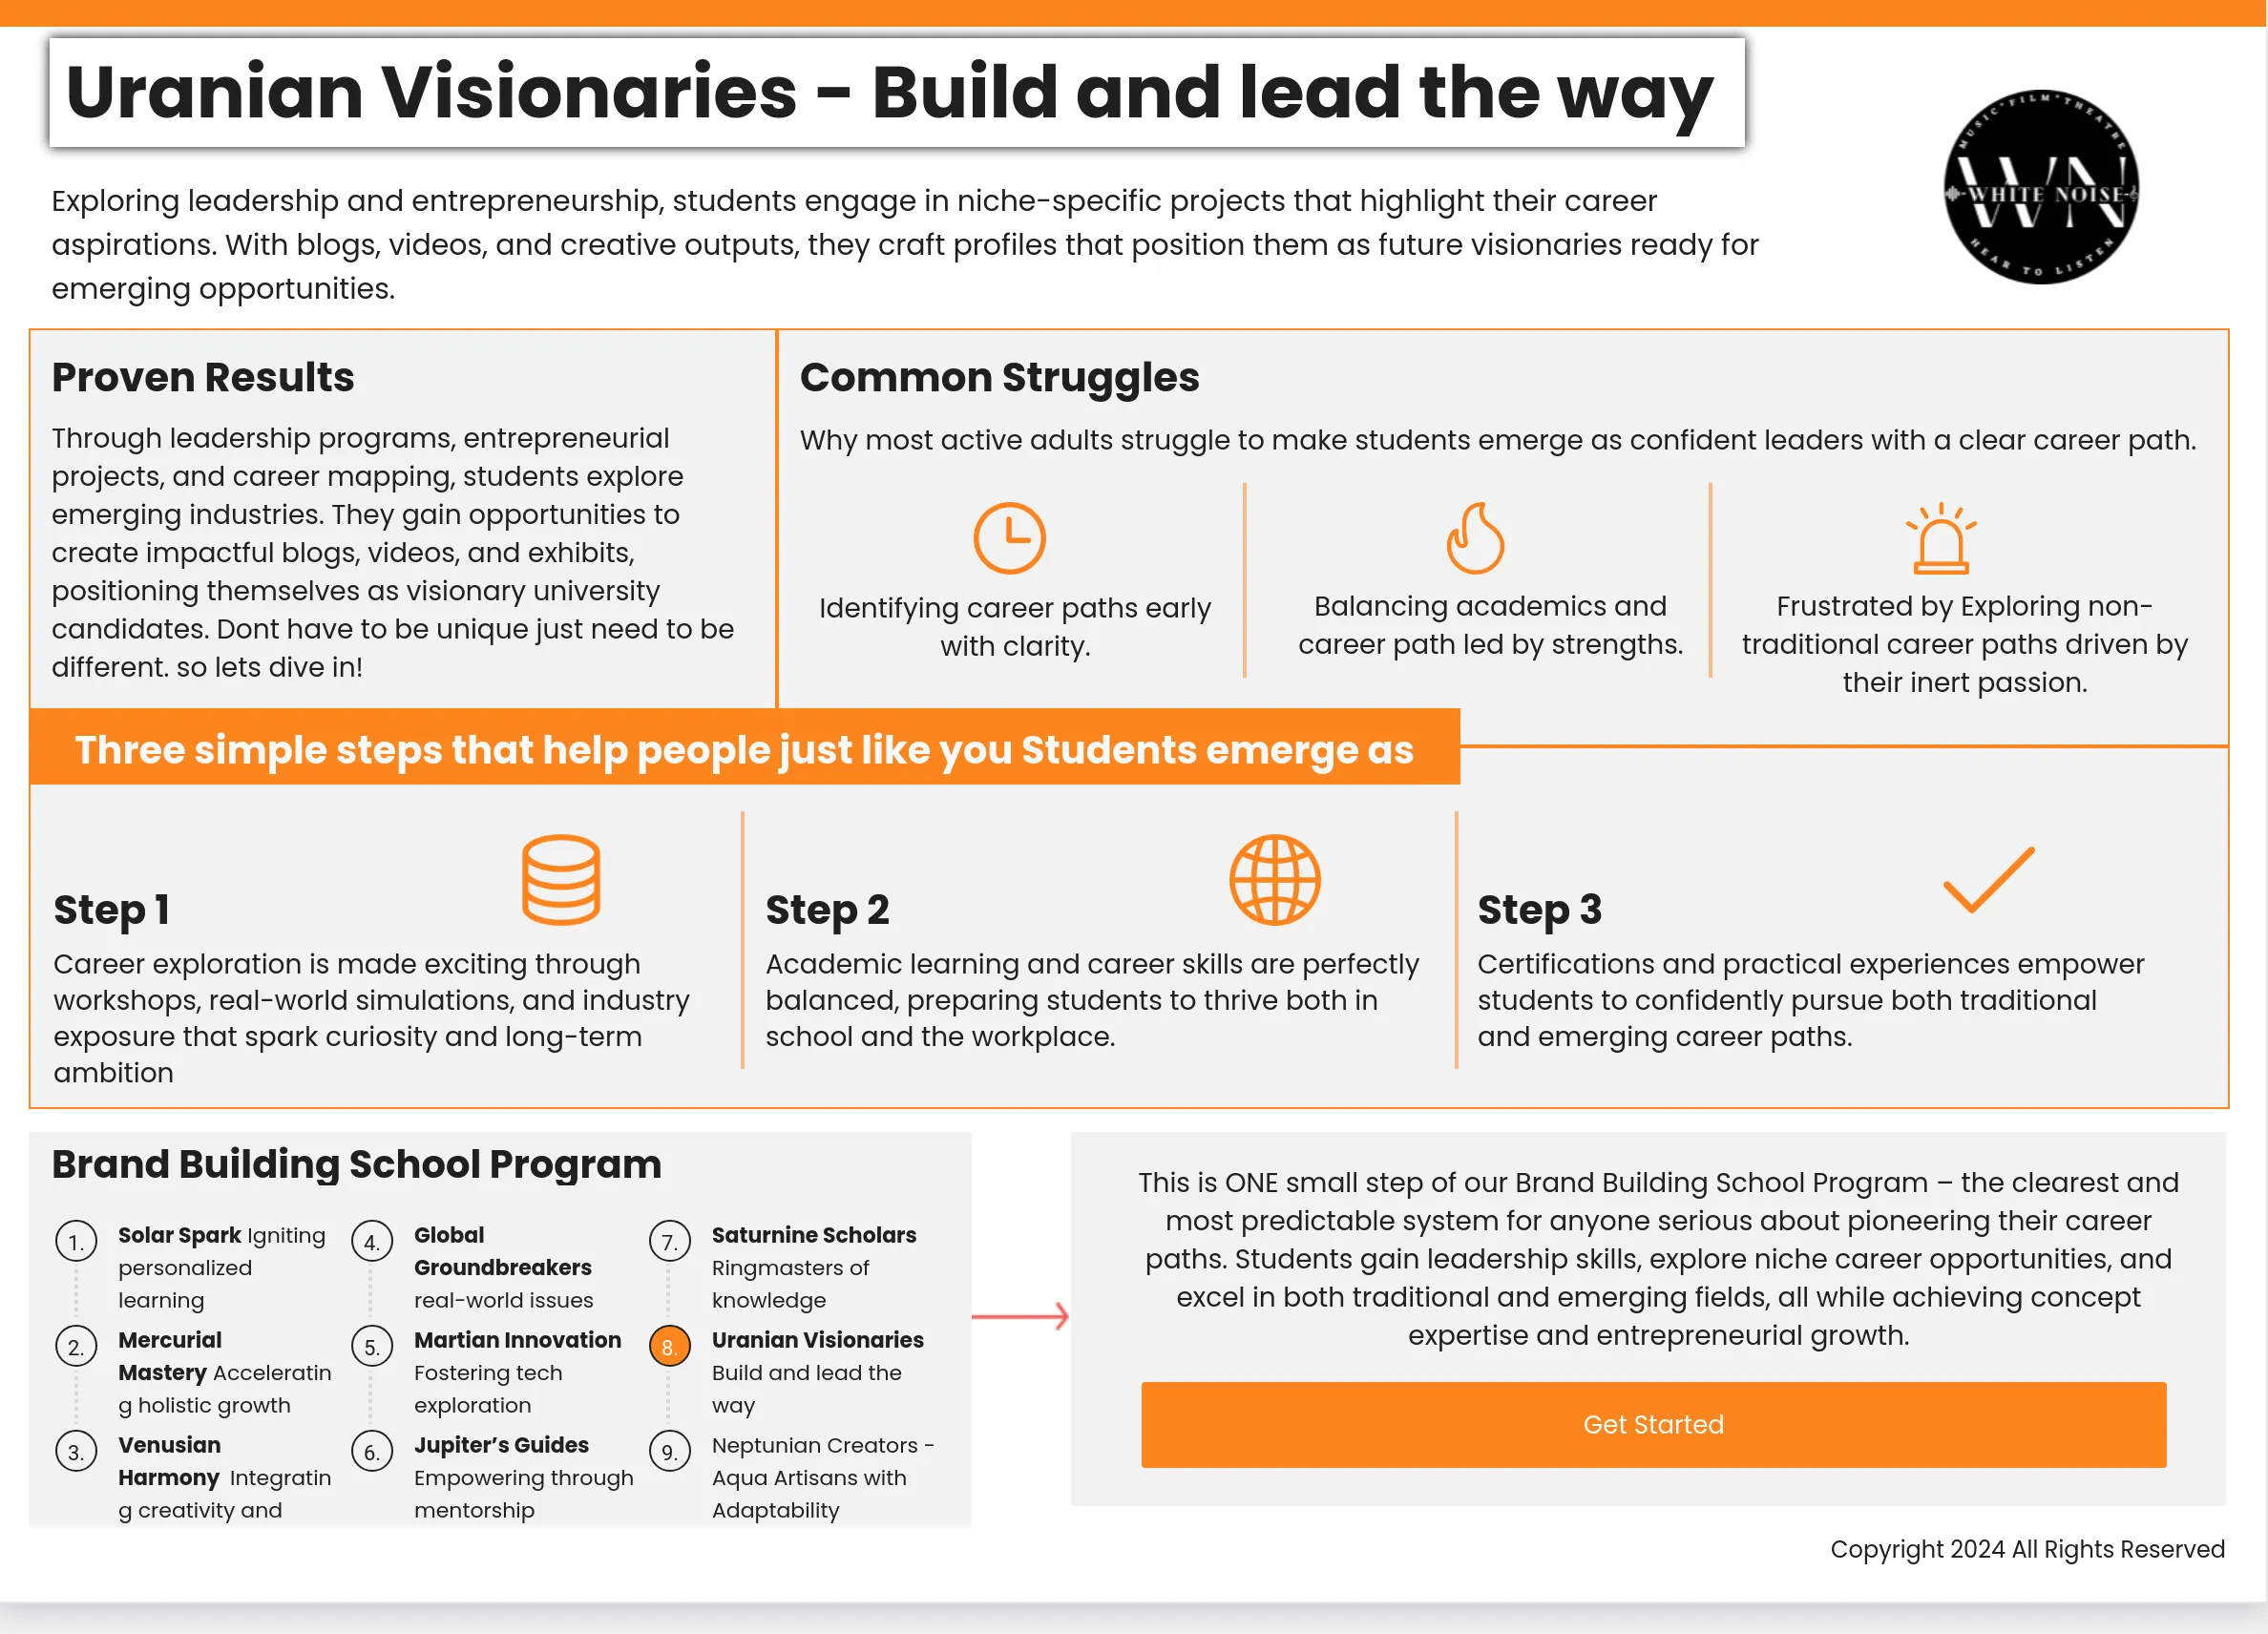 Uranian Visionaries - Build and lead the way
MUSIC*FILM*THEATRE
WN
WHITE NOISE
HEAR TO LISTEN
Exploring leadership and entrepreneurship, students engage in niche-specific projects that highlight their career
aspirations. With blogs, videos, and creative outputs, they craft profiles that position them as future visionaries ready for
emerging opportunities.
Proven Results
Through leadership programs, entrepreneurial
projects, and career mapping, students explore
emerging industries. They gain opportunities to
create impactful blogs, videos, and exhibits,
positioning themselves as visionary university
candidates. Dont have to be unique just need to be
different. so lets dive in!
Common Struggles
Why most active adults struggle to make students emerge as confident leaders with a clear career path.
Identifying career paths early
with clarity.
Balancing academics and
career path led by strengths.
Frustrated by Exploring non-
traditional career paths driven by
their inert passion.
Three simple steps that help people just like you Students emerge as
Step 1
Career exploration is made exciting through
workshops, real-world simulations, and industry
exposure that spark curiosity and long-term
ambition
Step 2
Academic learning and career skills are perfectly
balanced, preparing students to thrive both in
school and the workplace.
Step 3
Certifications and practical experiences empower
students to confidently pursue both traditional
and emerging career paths.
Brand Building School Program
1. Solar Spark Igniting
personalized
learning
2. Mercurial
Mastery Acceleratin
g holistic growth
3. Venusian
Harmony Integratin
g creativity and
4. Global
Groundbreakers
real-world issues
5. Martian Innovation
Fostering tech
exploration
6. Jupiter’s Guides
Empowering through
mentorship
7. Saturnine Scholars
Ringmasters of
knowledge
8. Uranian Visionaries
Build and lead the
way
9. Neptunian Creators -
Aqua Artisans with
Adaptability
This is ONE small step of our Brand Building School Program – the clearest and
most predictable system for anyone serious about pioneering their career
paths. Students gain leadership skills, explore niche career opportunities, and
excel in both traditional and emerging fields, all while achieving concept
expertise and entrepreneurial growth.
Get Started
Copyright 2024 All Rights Reserved